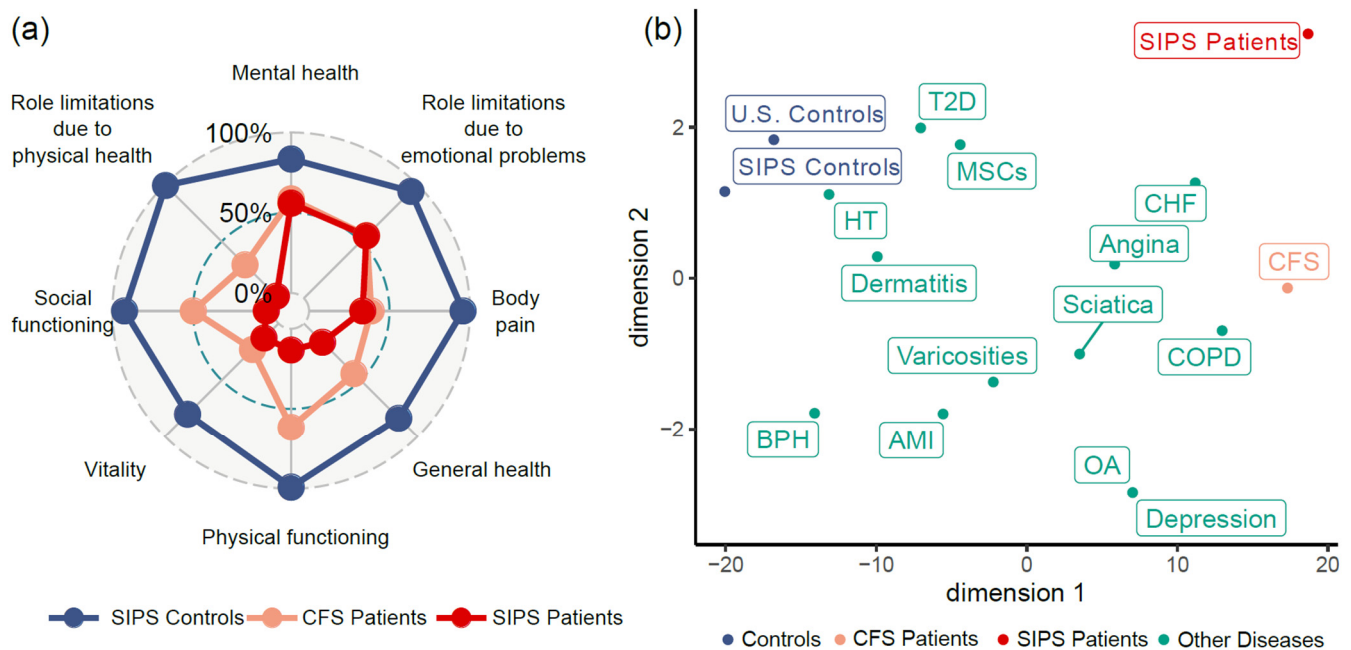 (a)
Mental health
Role limitations
due to
physical health
Role limitations
due to
emotional problems
100%
50%
0%
Social
functioning
Body
pain
Vitality
General health
Physical functioning
SIPS Controls
CFS Patients
SIPS Patients
(b)
SIPS Patients
U.S. Controls
T2D
SIPS Controls
MSCs
HT
CHF
Angina
Dermatitis
CFS
Sciatica
Varicosities
COPD
BPH
AMI
OA
Depression
dimension 2
2
0
−2
−20
−10
0
10
20
dimension 1
Controls
CFS Patients
SIPS Patients
Other Diseases